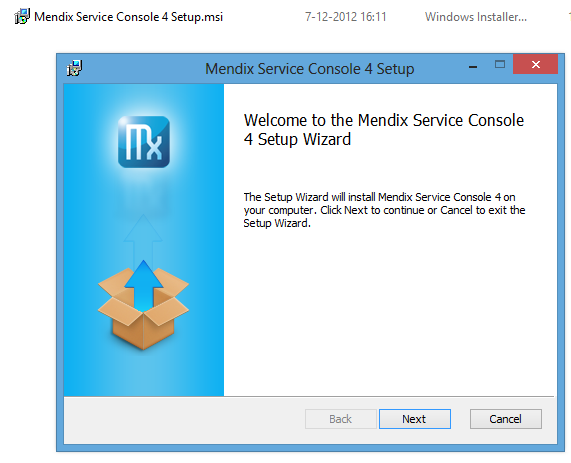 Mendix Service Console 4 Setup.msi 7-12-2012 16:11 Windows Installer...
Mendix Service Console 4 Setup
Mx
Welcome to the Mendix Service Console
4 Setup Wizard
The Setup Wizard will install Mendix Service Console 4 on
your computer. Click Next to continue or Cancel to exit the
Setup Wizard.
Back Next Cancel